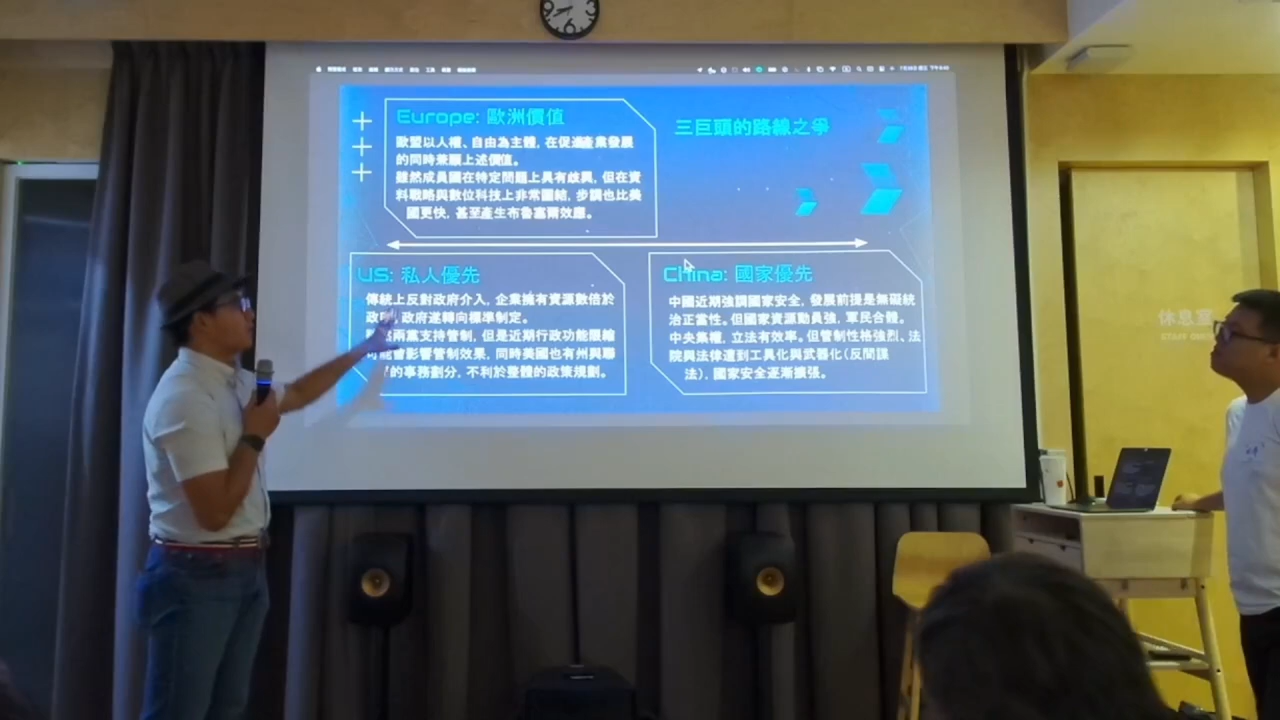 Europe: 歐洲價值
歐盟以人權、自由為主體, 在促進產業發展
的同時兼顧上述價值。
雖然成員國在特定問題上具有歧異, 但在資
料戰略與數位科技上非常團結, 步調也比美
國更快, 甚至產生布魯塞爾效應。
三巨頭的路線之爭
US: 私人優先
傳統上反對政府介入, 企業擁有資源數倍於
政府, 政府逐轉向標準制定。
兩黨支持管制, 但是近期行政功能限縮
可能會影響管制效果, 同時美國也有州與聯
的事務劃分, 不利於整體的政策規劃。
China: 國家優先
中國近期強調國家安全, 發展前提是無礙統
治正當性。但國家資源動員強, 軍民合體。
中央集權, 立法有效率。但管制性格強烈、法
院與法律遭到工具化與武器化(反間諜
法), 國家安全逐漸擴張。
休息室
STAFF ONLY